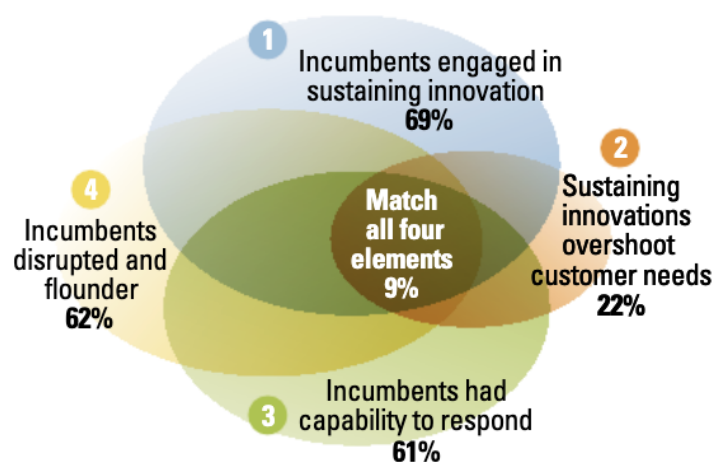 1
Incumbents engaged in
sustaining innovation
69%
2
Sustaining
innovations
overshoot
customer needs
22%
Match
all four
elements
9%
4
Incumbents
disrupted and
flounder
62%
3
Incumbents had
capability to respond
61%